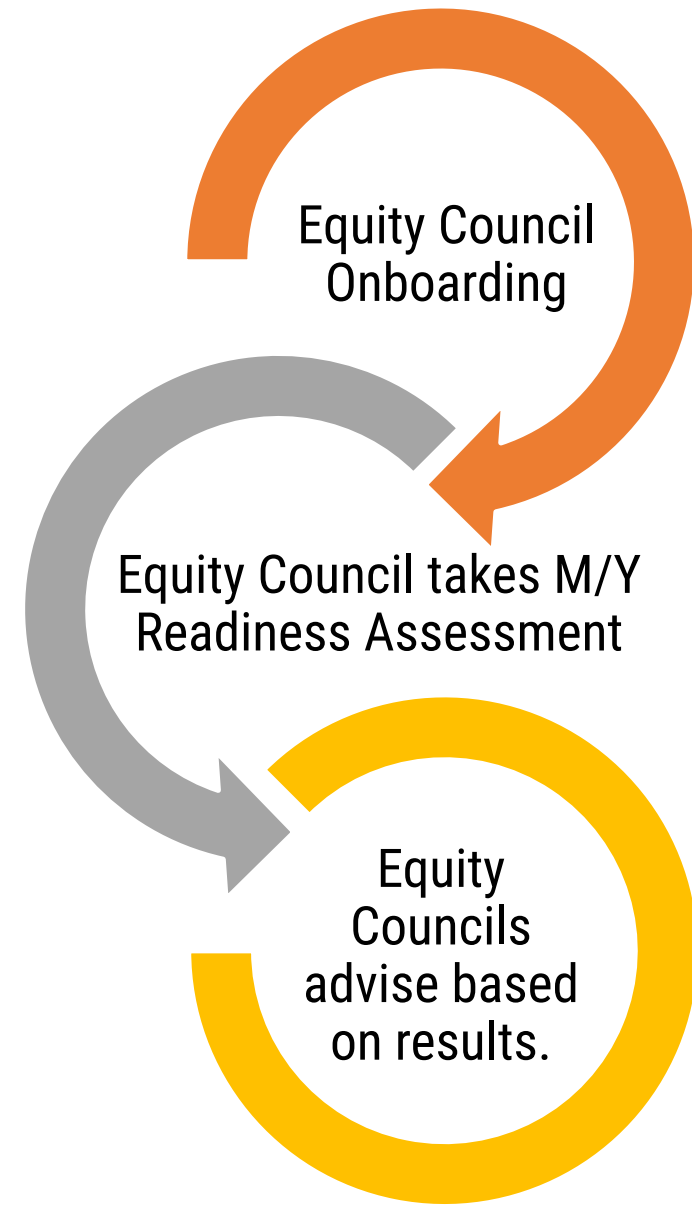 Equity Council
Onboarding
Equity Council takes M/Y
Readiness Assessment
Equity
Councils
advise based
on results.